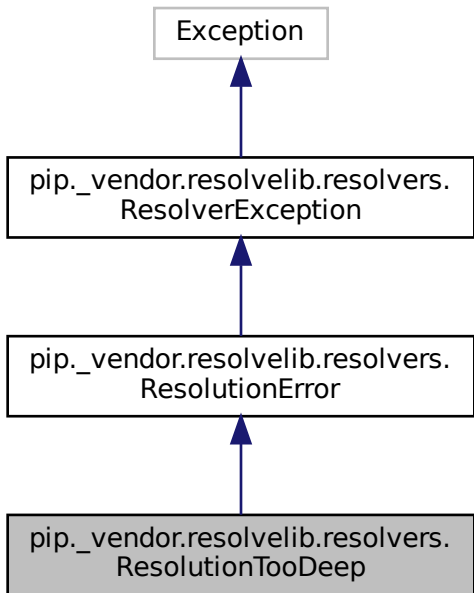 Exception
pip._vendor.resolvelib.resolvers.
ResolverException
pip._vendor.resolvelib.resolvers.
ResolutionError
pip._vendor.resolvelib.resolvers.
ResolutionTooDeep